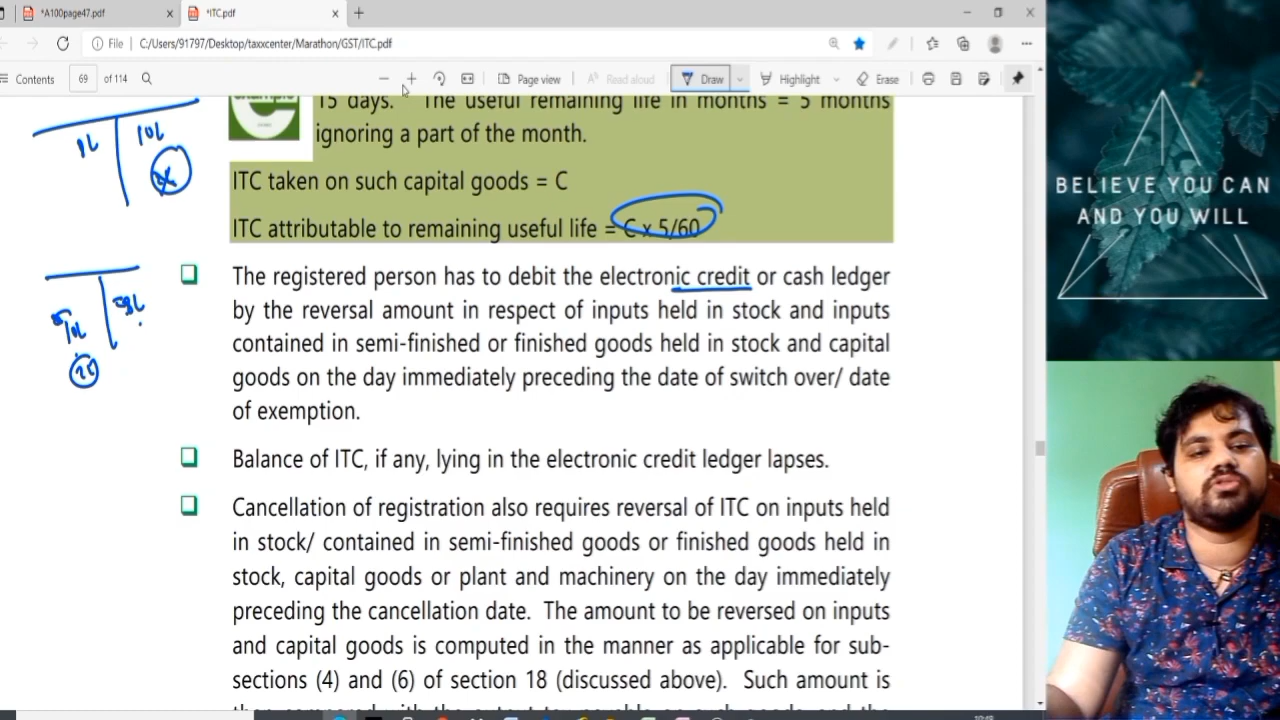 *A100page47.pdf
*ITC.pdf
File
C:/Users/91797/Desktop/taxxcenter/Marathon/GST/ITC.pdf
Contents
69
of 114
Page view
Read aloud
Draw
Highlight
Erase
15 days. The useful remaining life in months = 5 months
ignoring a part of the month.
ITC taken on such capital goods = C
ITC attributable to remaining useful life = C x 5/60
1L
10L
The registered person has to debit the electronic credit or cash ledger
by the reversal amount in respect of inputs held in stock and inputs
contained in semi-finished or finished goods held in stock and capital
goods on the day immediately preceding the date of switch over/ date
of exemption.
Balance of ITC, if any, lying in the electronic credit ledger lapses.
Cancellation of registration also requires reversal of ITC on inputs held
in stock/ contained in semi-finished goods or finished goods held in
stock, capital goods or plant and machinery on the day immediately
preceding the cancellation date. The amount to be reversed on inputs
and capital goods is computed in the manner as applicable for sub-
sections (4) and (6) of section 18 (discussed above). Such amount is
BELIEVE YOU CAN
AND YOU WILL